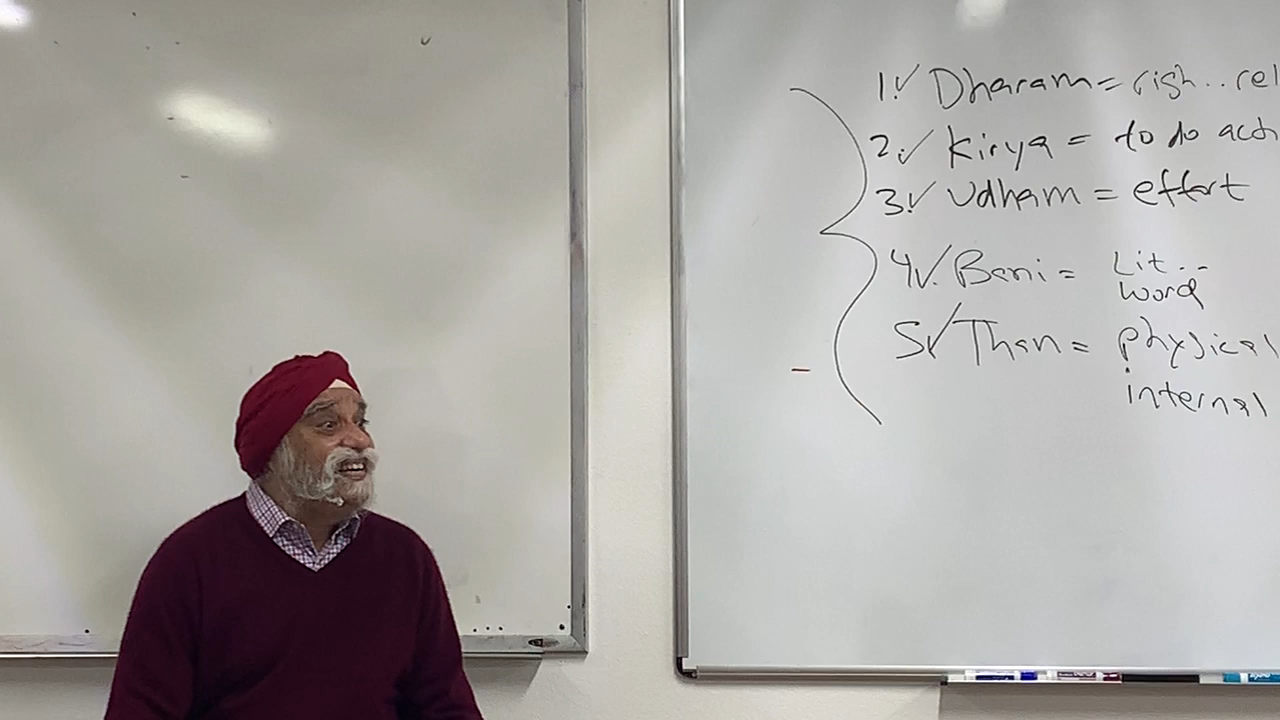 1.✓ Dharam = righ.. rel
2.✓ Kirya = to do acti
3.✓ Udham = effort
4✓. Bani = Lit..
word
5✓ Than = physical
internal